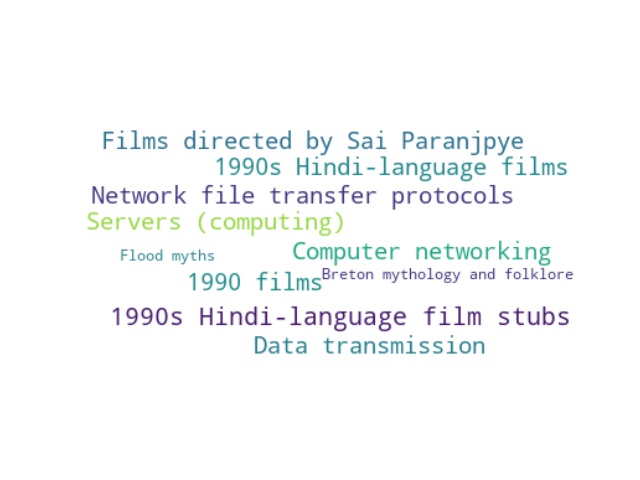 Films directed by Sai Paranjpye
1990s Hindi-language films
Network file transfer protocols
Servers (computing)
Flood myths
Computer networking
1990 films
Breton mythology and folklore
1990s Hindi-language film stubs
Data transmission